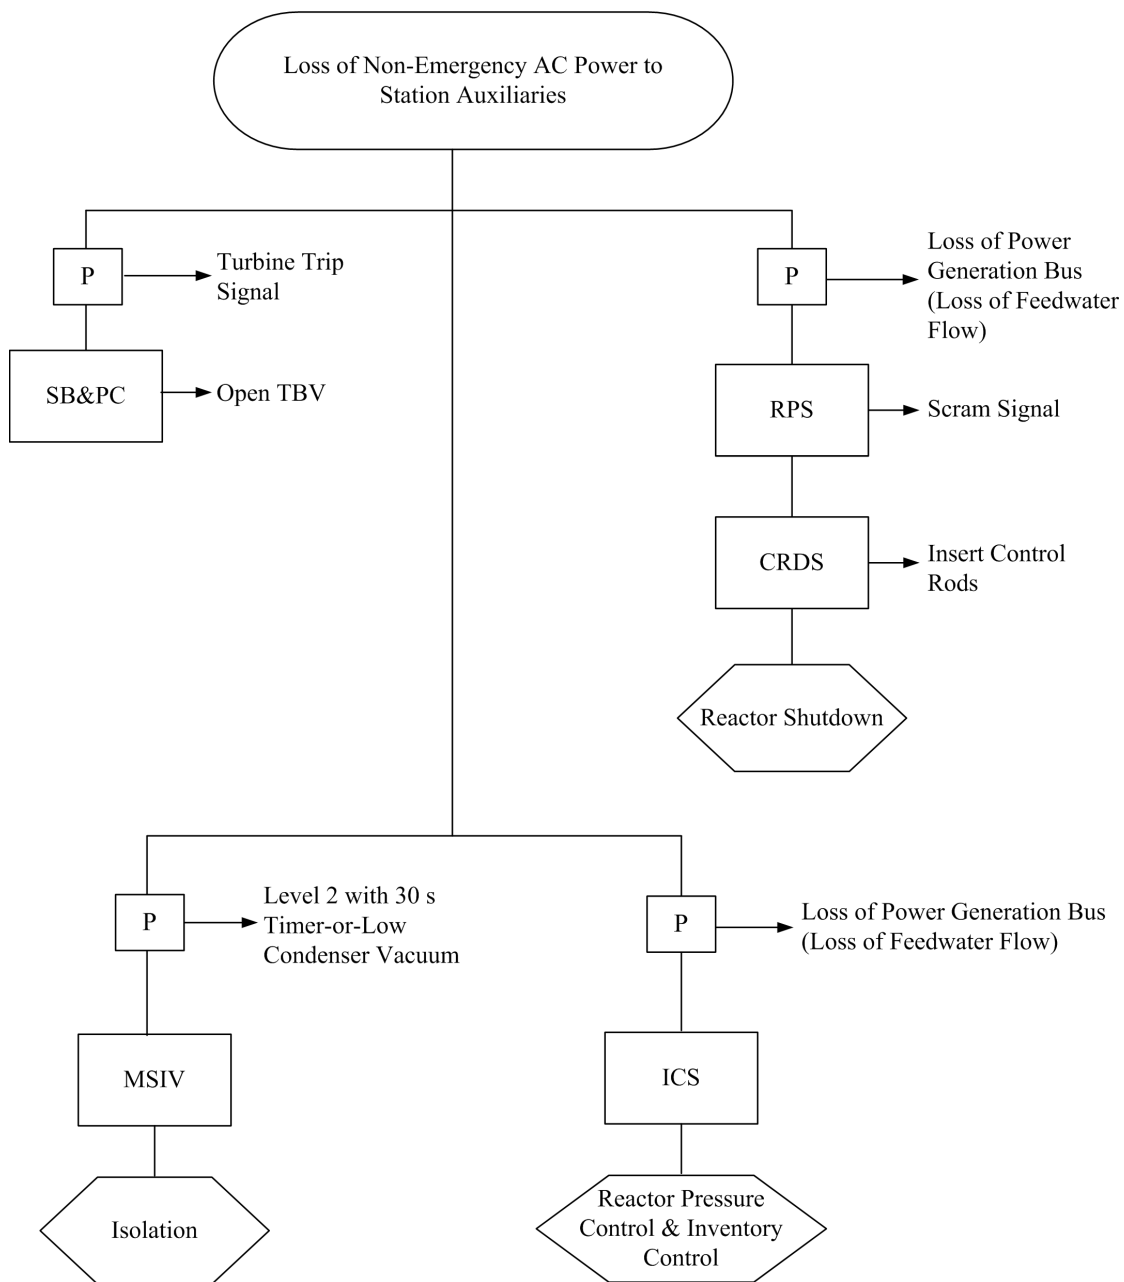 Loss of Non-Emergency AC Power to
Station Auxiliaries
P
Turbine Trip
Signal
SB&PC
Open TBV
P
Loss of Power
Generation Bus
(Loss of Feedwater
Flow)
RPS
Scram Signal
CRDS
Insert Control
Rods
Reactor Shutdown
P
Level 2 with 30 s
Timer-or-Low
Condenser Vacuum
MSIV
Isolation
P
Loss of Power Generation Bus
(Loss of Feedwater Flow)
ICS
Reactor Pressure
Control & Inventory
Control